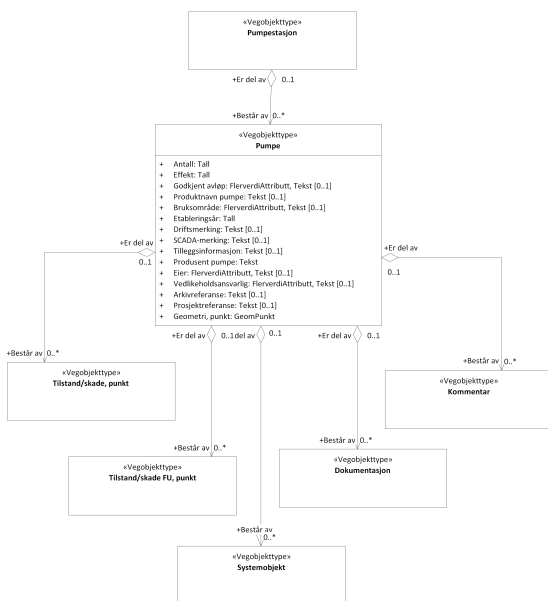 «Vegobjekttype»
Pumpestasjon
+Er del av 0..1
+Består av 0..*
«Vegobjekttype»
Pumpe
+ Antall: Tall
+ Effekt: Tall
+ Godkjent avløp: FlerverdiAttributt, Tekst [0..1]
+ Produktnavn pumpe: Tekst [0..1]
+ Bruksområde: FlerverdiAttributt, Tekst [0..1]
+ Etableringsår: Tall
+ Driftsmerking: Tekst [0..1]
+ SCADA-merking: Tekst [0..1]
+ Tilleggsinformasjon: Tekst [0..1]
+ Produsent pumpe: Tekst
+ Eier: FlerverdiAttributt, Tekst [0..1]
+ Vedlikeholdsansvarlig: FlerverdiAttributt, Tekst [0..1]
+ Arkivreferanse: Tekst [0..1]
+ Prosjektreferanse: Tekst [0..1]
+ Geometri, punkt: GeomPunkt
+Er del av
0..1
+Er del av
0..1
+Er del av 0..1
del av 0..1
+Er del av 0..1
+Består av 0..*
«Vegobjekttype»
Tilstand/skade, punkt
+Består av 0..*
«Vegobjekttype»
Kommentar
+Består av 0..*
«Vegobjekttype»
Tilstand/skade FU, punkt
+Består av 0..*
«Vegobjekttype»
Dokumentasjon
+Består av
0..*
«Vegobjekttype»
Systemobjekt